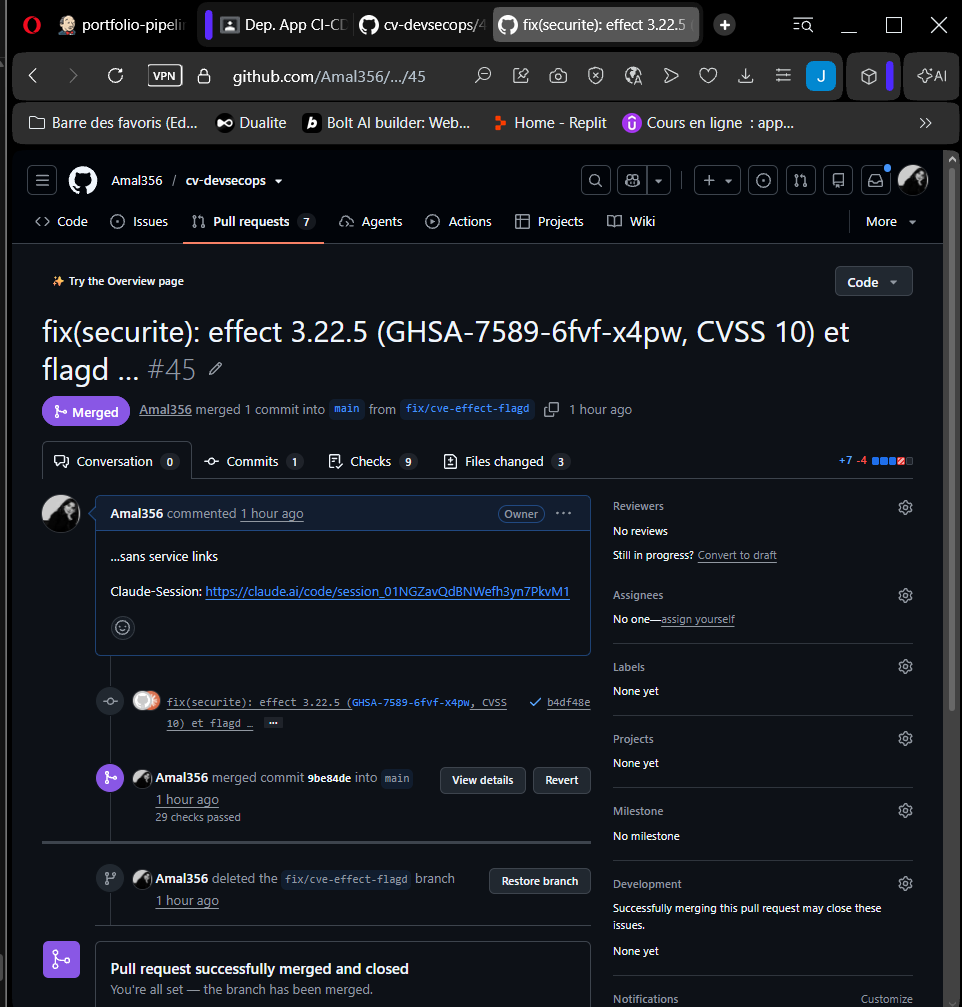 portfolio-pipelin
Dep. App CI-CD
cv-devsecops/4
fix(securite): effect 3.22.5 (
VPN
github.com/Amal356/.../45
J
AI
Barre des favoris (Ed...
Dualite
b
Bolt AI builder: Web...
Home - Replit
Cours en ligne : app...
Amal356 / cv-devsecops
Code
Issues
Pull requests 7
Agents
Actions
Projects
Wiki
More
Try the Overview page
Code
fix(securite): effect 3.22.5 (GHSA-7589-6fvf-x4pw, CVSS 10) et
flagd ... #45
Merged
Amal356 merged 1 commit into main from fix/cve-effect-flagd 1 hour ago
Conversation 0
Commits 1
Checks 9
Files changed 3
+7 -4
Amal356 commented 1 hour ago
Owner
...sans service links
Claude-Session: https://claude.ai/code/session_01NGZavQdBNWefh3yn7PkvM1
fix(securite): effect 3.22.5 (GHSA-7589-6fvf-x4pw, CVSS
10) et flagd … ...
b4df48e
Amal356 merged commit 9be84de into main
1 hour ago
29 checks passed
View details
Revert
Amal356 deleted the fix/cve-effect-flagd branch
1 hour ago
Restore branch
Pull request successfully merged and closed
You're all set — the branch has been merged.
Reviewers
No reviews
Still in progress? Convert to draft
Assignees
No one—assign yourself
Labels
None yet
Projects
None yet
Milestone
No milestone
Development
Successfully merging this pull request may close these
issues.
None yet
Notifications
Customize